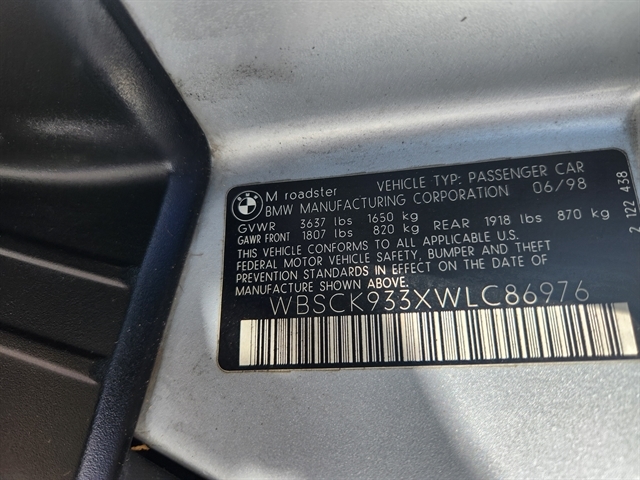 M roadster VEHICLE TYP: PASSENGER CAR
BMW MANUFACTURING CORPORATION 06/98
GVWR 3637 lbs 1650 kg
GAWR FRONT 1807 lbs 820 kg REAR 1918 lbs 870 kg
THIS VEHICLE CONFORMS TO ALL APPLICABLE U.S.
FEDERAL MOTOR VEHICLE SAFETY, BUMPER AND THEFT
PREVENTION STANDARDS IN EFFECT ON THE DATE OF
MANUFACTURE SHOWN ABOVE.
WBSCK933XWLC86976
2 122 438